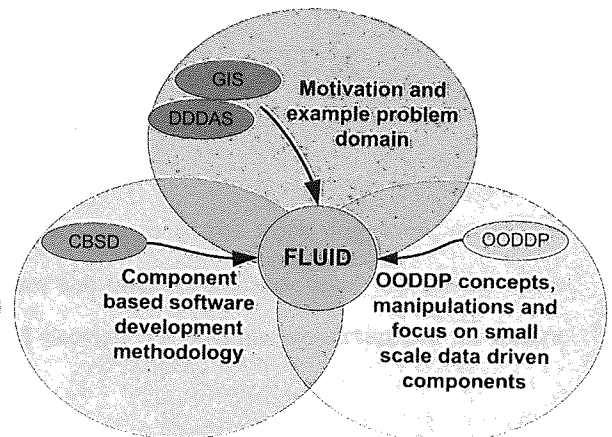 GIS
DDDAS
Motivation and
example problem
domain
CBSD
FLUID
OODDP
Component
based software
development
methodology
OODDP concepts,
manipulations and
focus on small
scale data driven
components